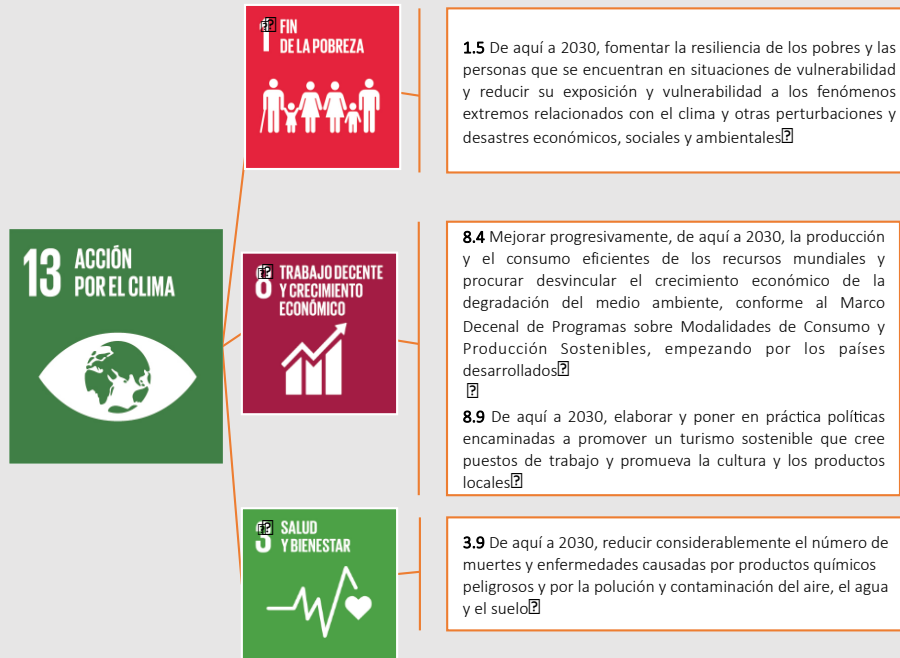 1 FIN
DE LA POBREZA
1.5 De aquí a 2030, fomentar la resiliencia de los pobres y las
personas que se encuentran en situaciones de vulnerabilidad
y reducir su exposición y vulnerabilidad a los fenómenos
extremos relacionados con el clima y otras perturbaciones y
desastres económicos, sociales y ambientales
13 ACCIÓN
POR EL CLIMA
8 TRABAJO DECENTE
Y CRECIMIENTO
ECONÓMICO
8.4 Mejorar progresivamente, de aquí a 2030, la producción
y el consumo eficientes de los recursos mundiales y
procurar desvincular el crecimiento económico de la
degradación del medio ambiente, conforme al Marco
Decenal de Programas sobre Modalidades de Consumo y
Producción Sostenibles, empezando por los países
desarrollados
8.9 De aquí a 2030, elaborar y poner en práctica políticas
encaminadas a promover un turismo sostenible que cree
puestos de trabajo y promueva la cultura y los productos
locales
3 SALUD
Y BIENESTAR
3.9 De aquí a 2030, reducir considerablemente el número de
muertes y enfermedades causadas por productos químicos
peligrosos y por la polución y contaminación del aire, el agua
y el suelo